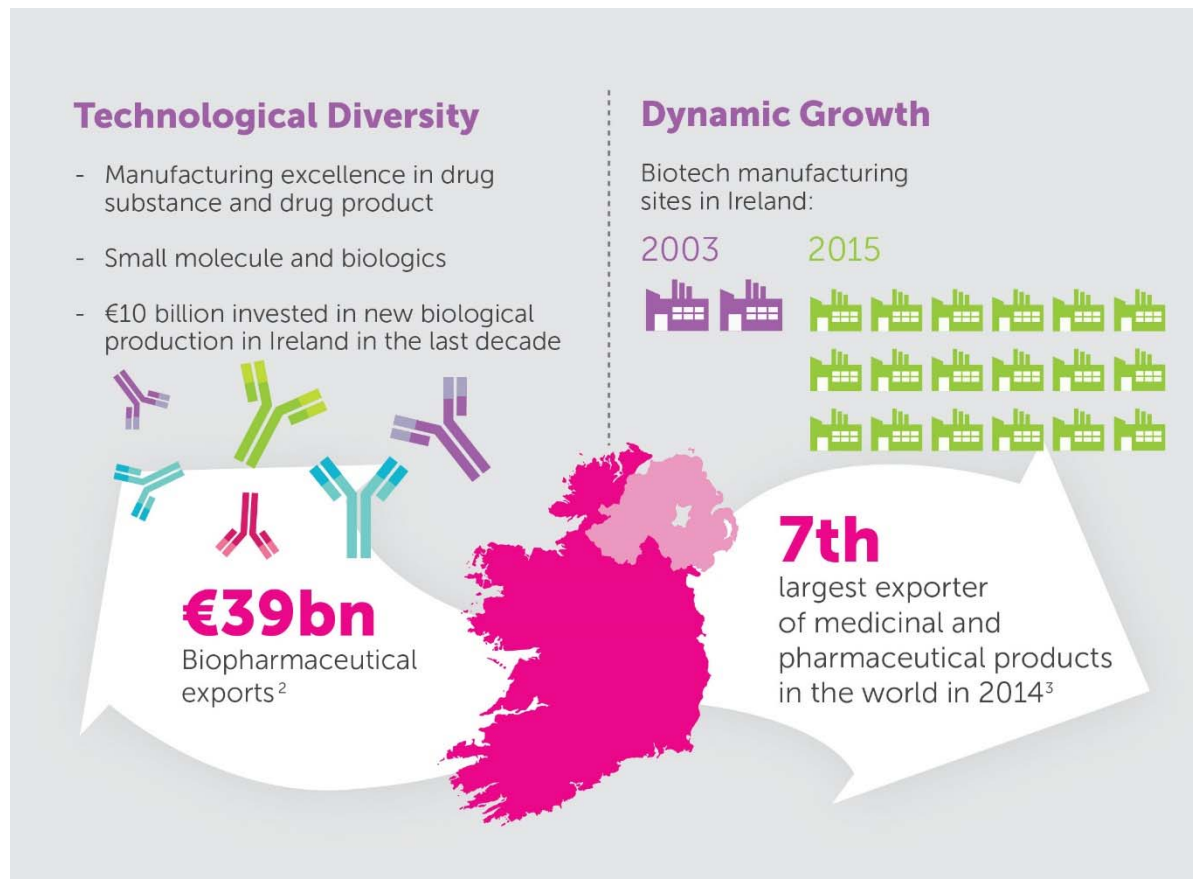 Technological Diversity
- Manufacturing excellence in drug
substance and drug product
- Small molecule and biologics
- €10 billion invested in new biological
production in Ireland in the last decade
€39bn
Biopharmaceutical
exports²
Dynamic Growth
Biotech manufacturing
sites in Ireland:
2003 2015
7th
largest exporter
of medicinal and
pharmaceutical products
in the world in 2014³